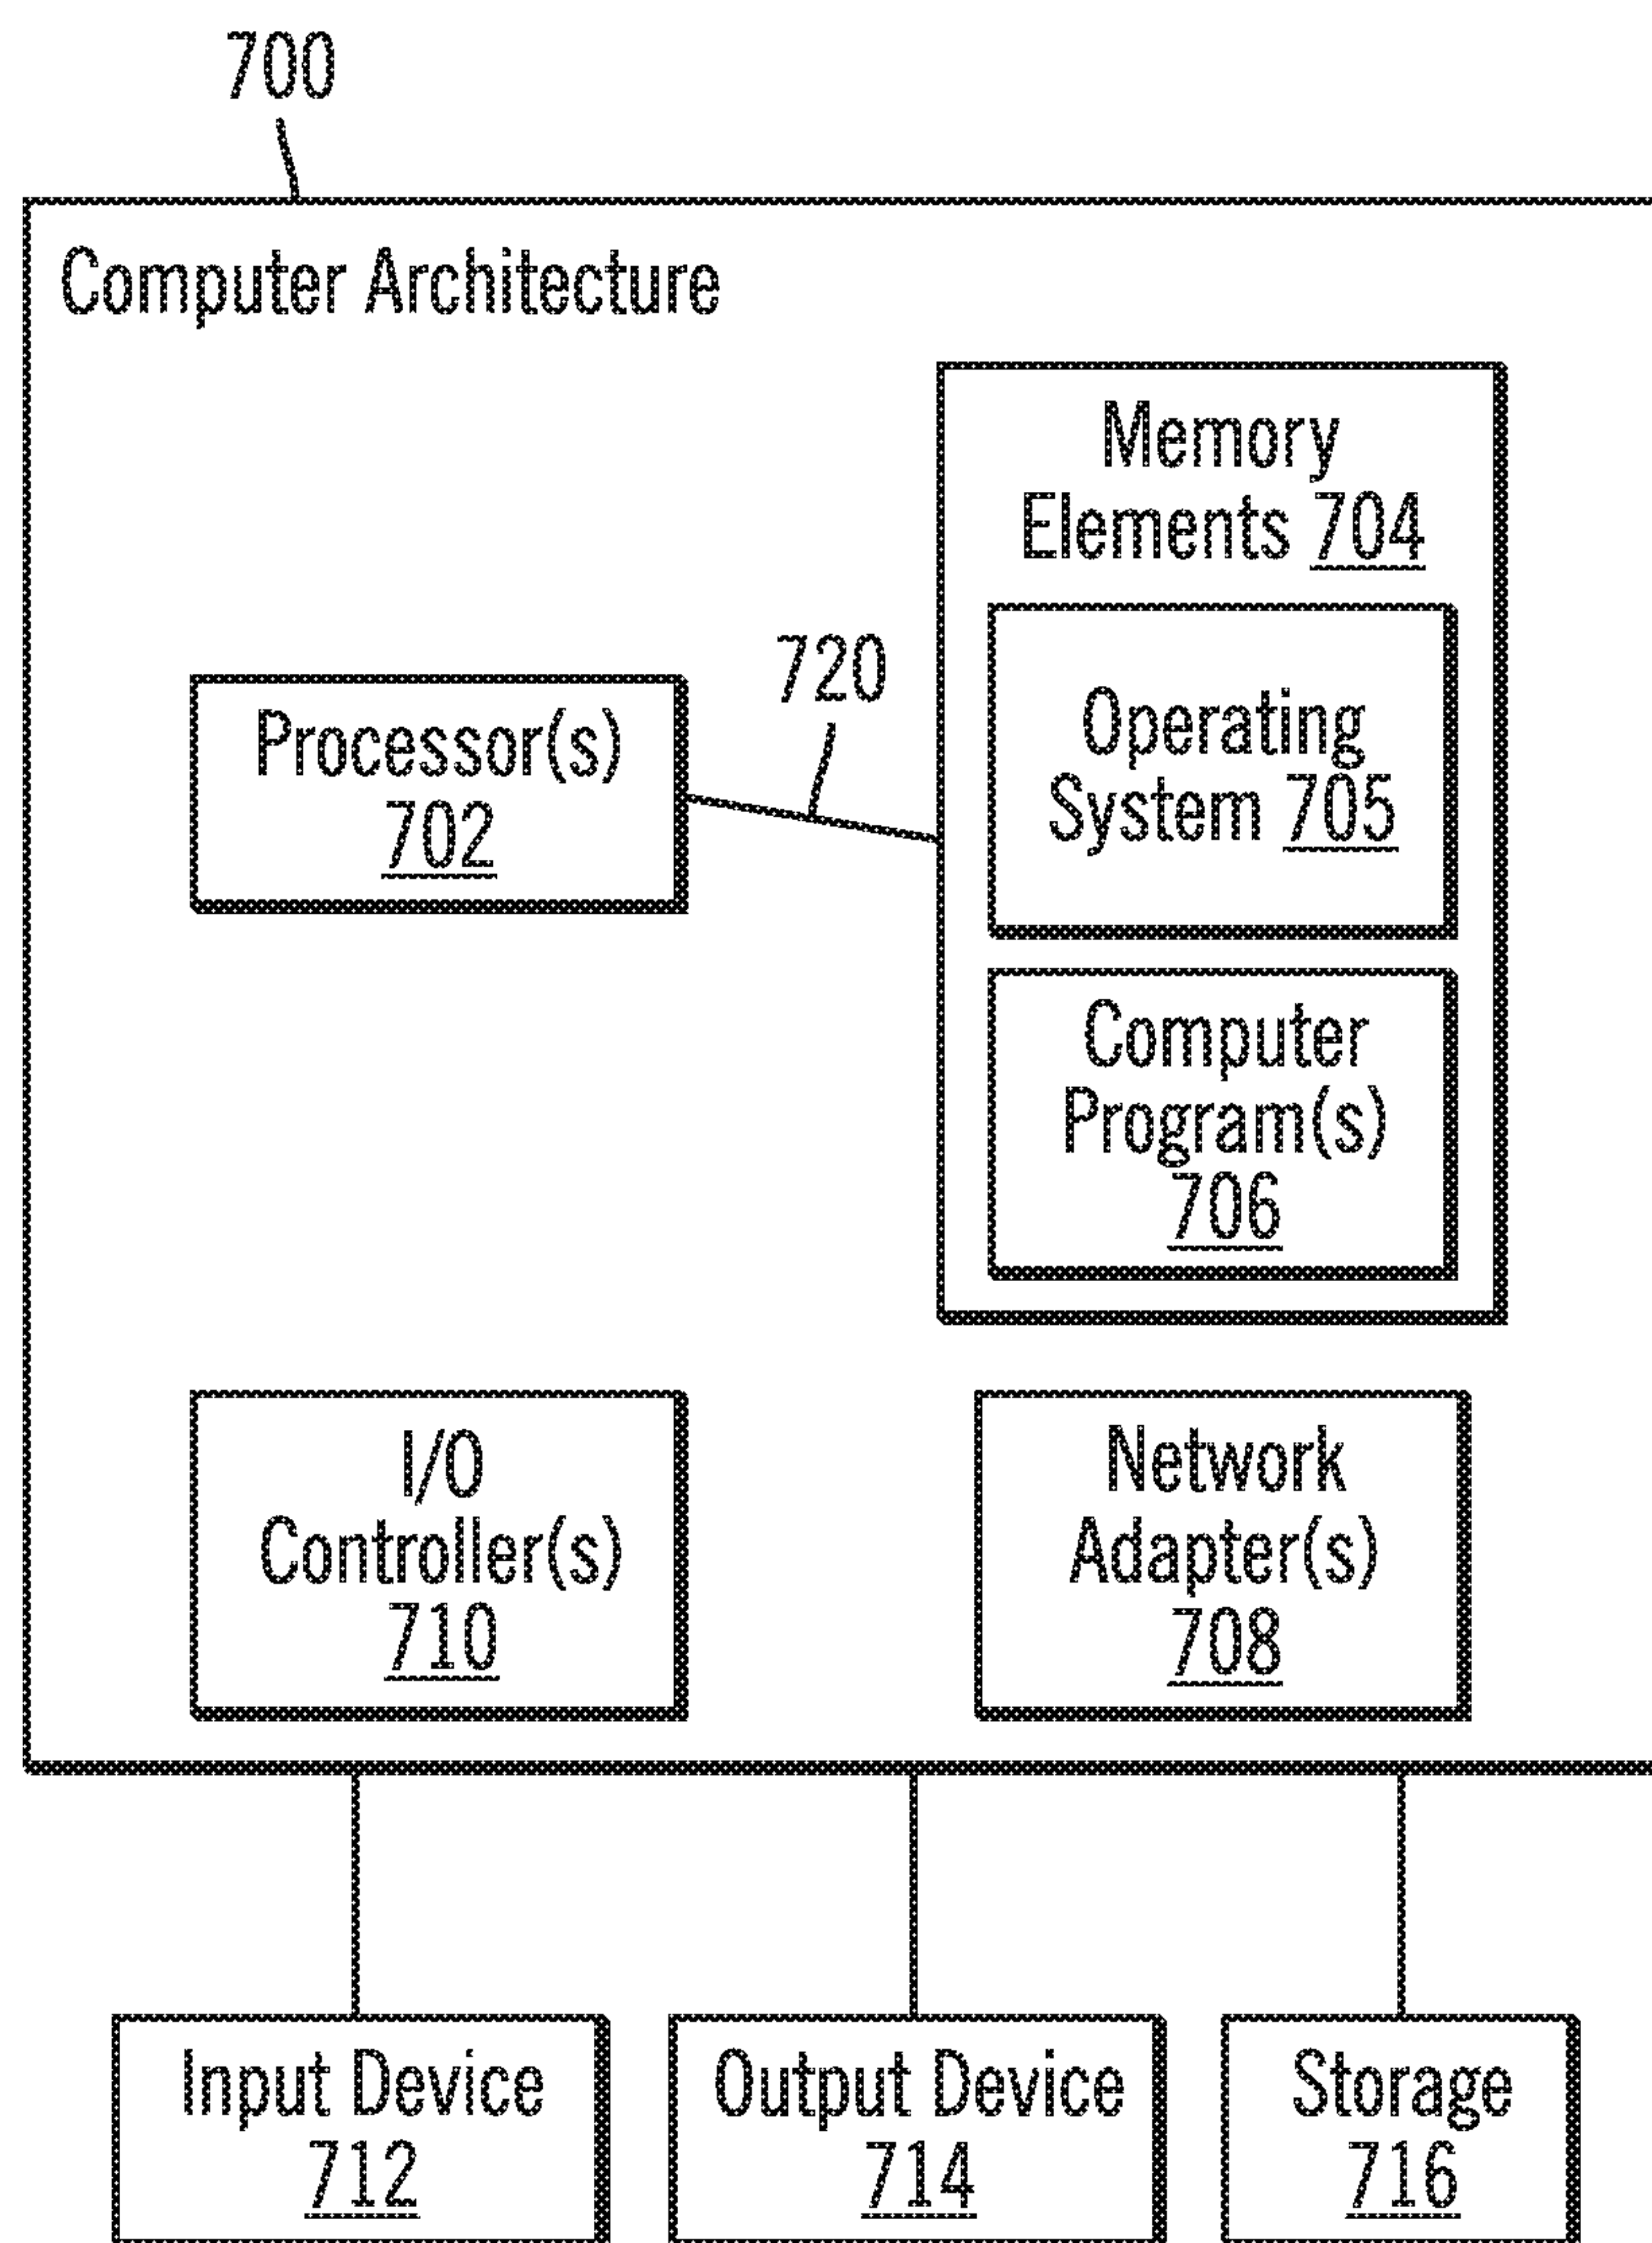 700
Computer Architecture
Memory
Elements 704
720
Processor(s)
702
Operating
System 705
Computer
Program(s)
706
I/O
Controller(s)
710
Network
Adapter(s)
708
Input Device
712
Output Device
714
Storage
716